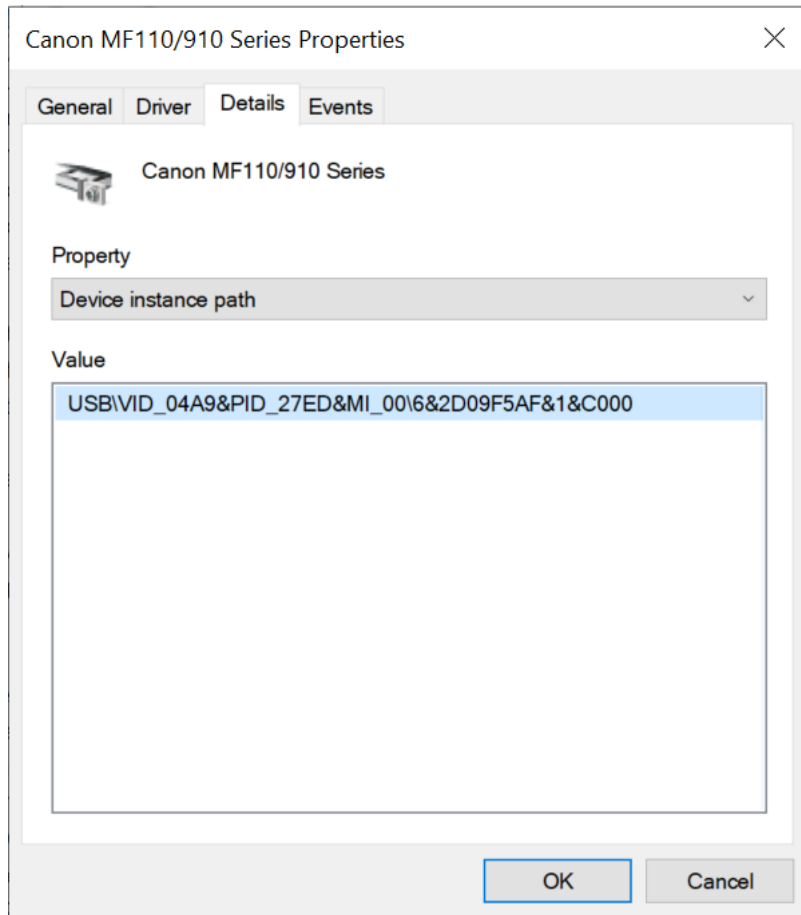 Canon MF110/910 Series Properties
General Driver Details Events
Canon MF110/910 Series
Property
Device instance path
Value
USB\VID_04A9&PID_27ED&MI_00\6&2D09F5AF&1&C000
OK Cancel